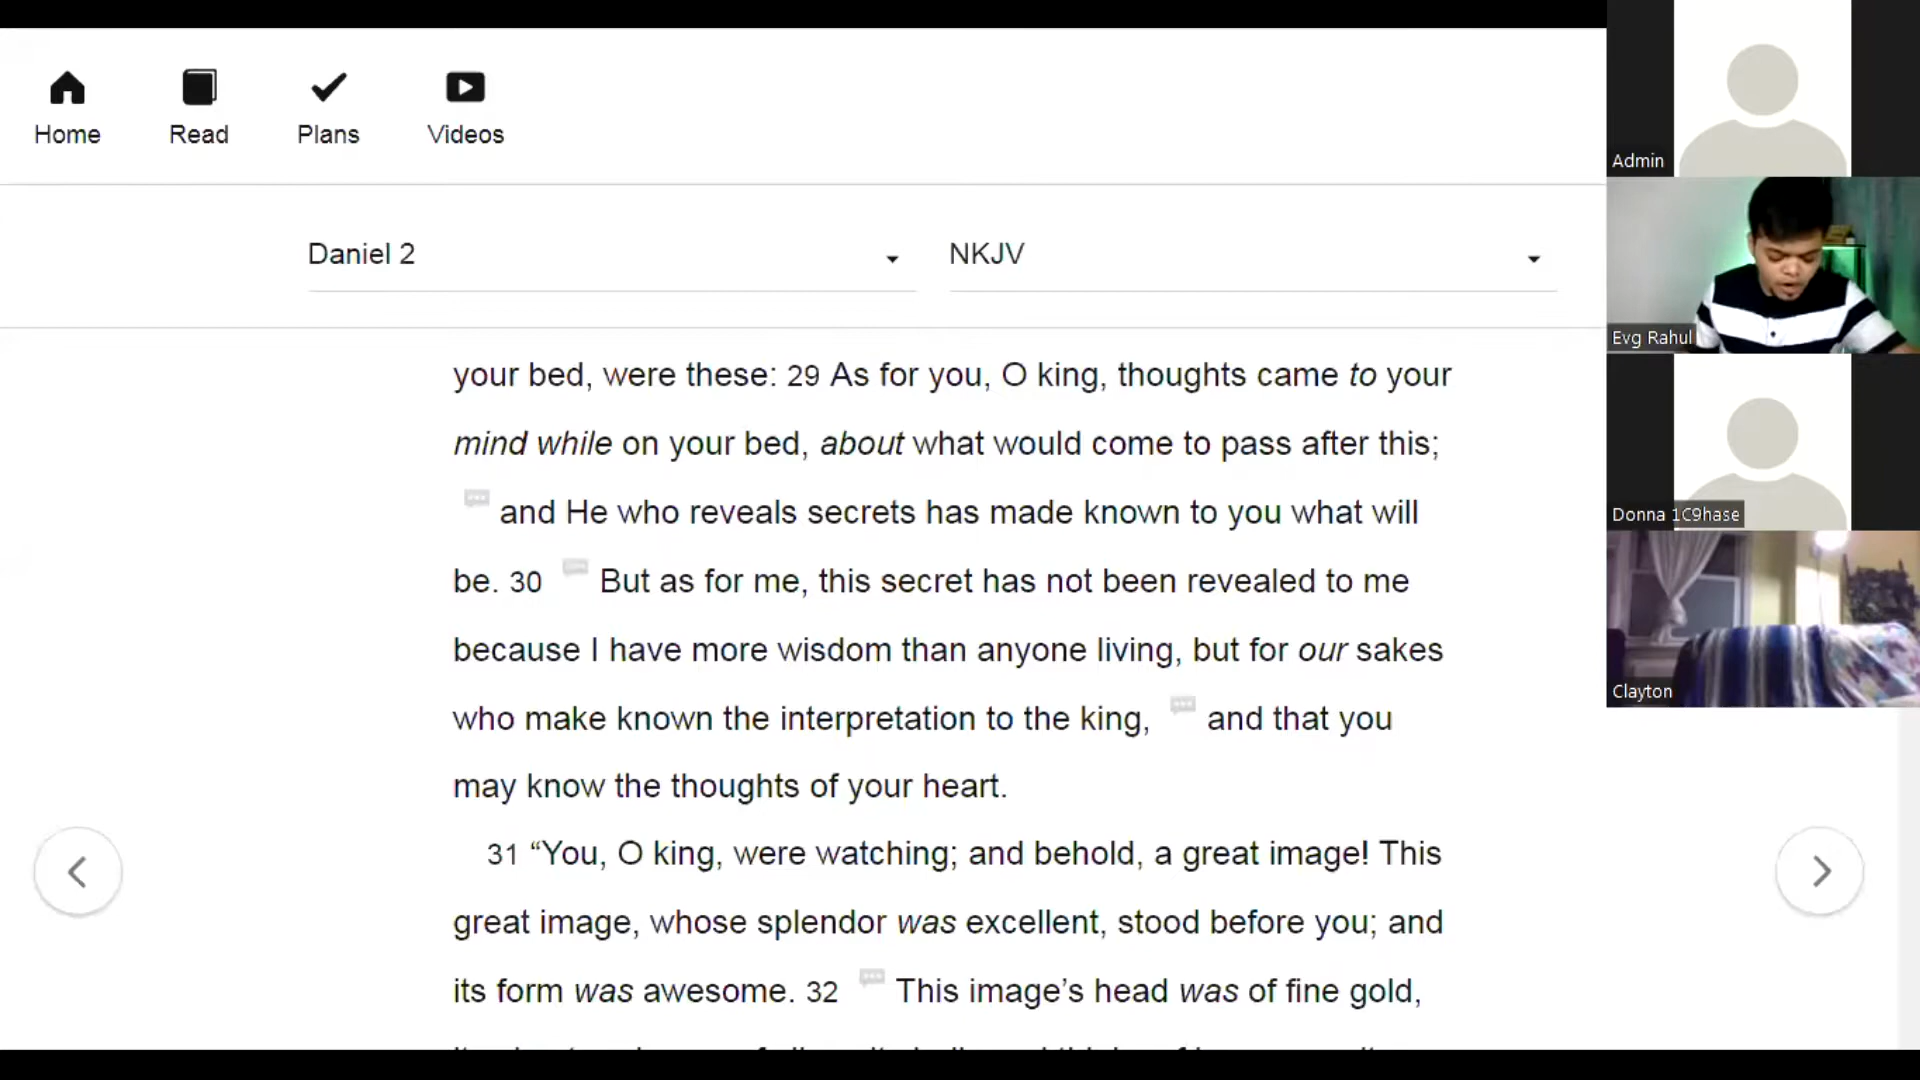 Home Read Plans Videos
Daniel 2 NKJV
your bed, were these: 29 As for you, O king, thoughts came to your
mind while on your bed, about what would come to pass after this;
and He who reveals secrets has made known to you what will
be. 30 But as for me, this secret has not been revealed to me
because I have more wisdom than anyone living, but for our sakes
who make known the interpretation to the king, and that you
may know the thoughts of your heart.
31 “You, O king, were watching; and behold, a great image! This
great image, whose splendor was excellent, stood before you; and
its form was awesome. 32 This image’s head was of fine gold,
Admin
Evg Rahul
Donna 1C9hase
Clayton